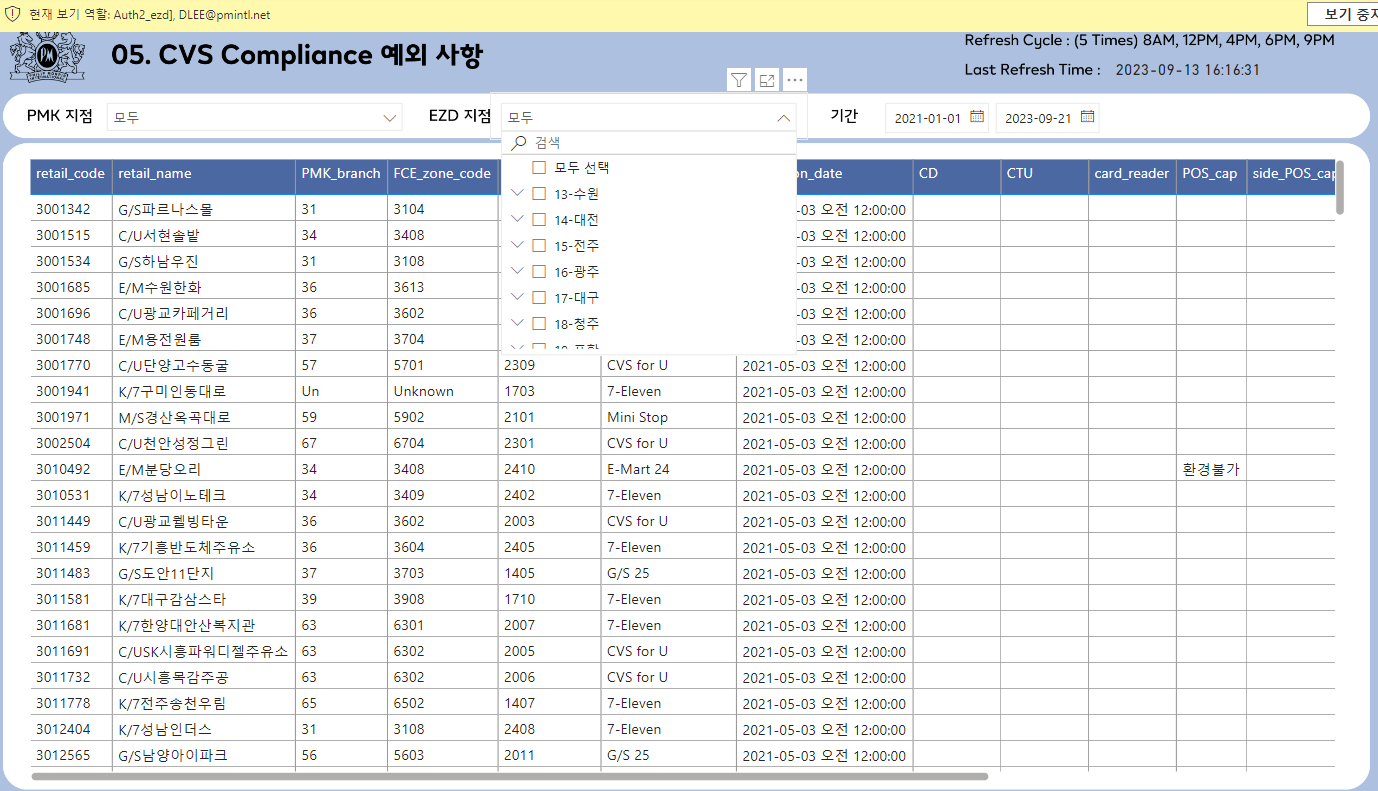 현재 보기 역할: Auth2_ezd], DLEE@pmintl.net
보기 중지
05. CVS Compliance 예외 사항
Refresh Cycle : (5 Times) 8AM, 12PM, 4PM, 6PM, 9PM
Last Refresh Time : 2023-09-13 16:16:31
PMK 지점 모두 EZD 지점 모두 기간 2021-01-01 2023-09-21
검색
모두 선택
13-수원
14-대전
15-전주
16-광주
17-대구
18-청주
retail_code retail_name PMK_branch FCE_zone_code on_date CD CTU card_reader POS_cap side_POS_cap
3001342 G/S파르나스몰 31 3104 -03 오전 12:00:00
3001515 C/U서현솔밭 34 3408 -03 오전 12:00:00
3001534 G/S하남우진 31 3108 -03 오전 12:00:00
3001685 E/M수원한화 36 3613 -03 오전 12:00:00
3001696 C/U광교카페거리 36 3602 -03 오전 12:00:00
3001748 E/M용전원룸 37 3704 -03 오전 12:00:00
3001770 C/U단양고수동굴 57 5701 2309 CVS for U 2021-05-03 오전 12:00:00
3001941 K/7구미인동대로 Un Unknown 1703 7-Eleven 2021-05-03 오전 12:00:00
3001971 M/S경산옥곡대로 59 5902 2101 Mini Stop 2021-05-03 오전 12:00:00
3002504 C/U천안성정그린 67 6704 2301 CVS for U 2021-05-03 오전 12:00:00
3010492 E/M분당오리 34 3408 2410 E-Mart 24 2021-05-03 오전 12:00:00 환경불가
3010531 K/7성남이노테크 34 3409 2402 7-Eleven 2021-05-03 오전 12:00:00
3011449 C/U광교웰빙타운 36 3602 2003 CVS for U 2021-05-03 오전 12:00:00
3011459 K/7기흥반도체주유소 36 3604 2405 7-Eleven 2021-05-03 오전 12:00:00
3011483 G/S도안11단지 37 3703 1405 G/S 25 2021-05-03 오전 12:00:00
3011581 K/7대구감삼스타 39 3908 1710 7-Eleven 2021-05-03 오전 12:00:00
3011681 K/7한양대안산복지관 63 6301 2007 7-Eleven 2021-05-03 오전 12:00:00
3011691 C/USK시흥파워디젤주유소 63 6302 2005 CVS for U 2021-05-03 오전 12:00:00
3011732 C/U시흥목감주공 63 6302 2006 CVS for U 2021-05-03 오전 12:00:00
3011778 K/7전주송천우림 65 6502 1407 7-Eleven 2021-05-03 오전 12:00:00
3012404 K/7성남인더스 31 3108 2408 7-Eleven 2021-05-03 오전 12:00:00
3012565 G/S남양아이파크 56 5603 2011 G/S 25 2021-05-03 오전 12:00:00